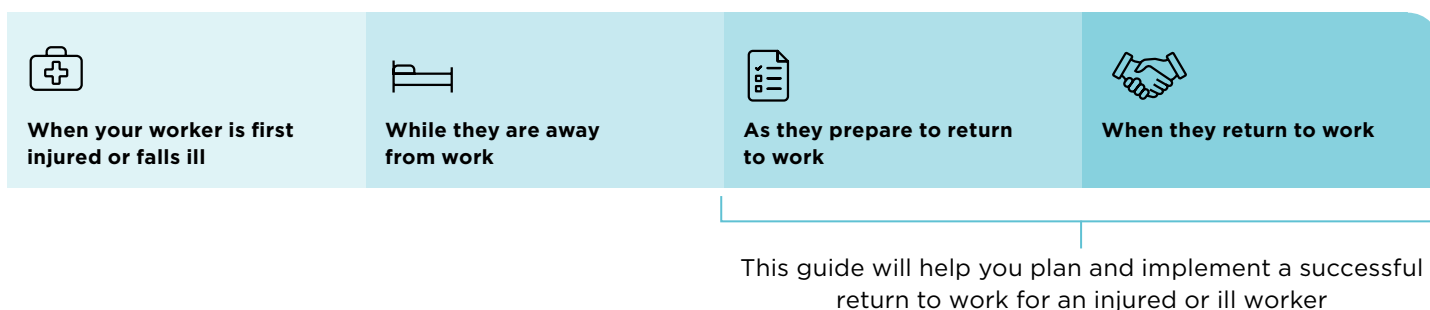 When your worker is first
injured or falls ill
While they are away
from work
As they prepare to return
to work
When they return to work
This guide will help you plan and implement a successful
return to work for an injured or ill worker